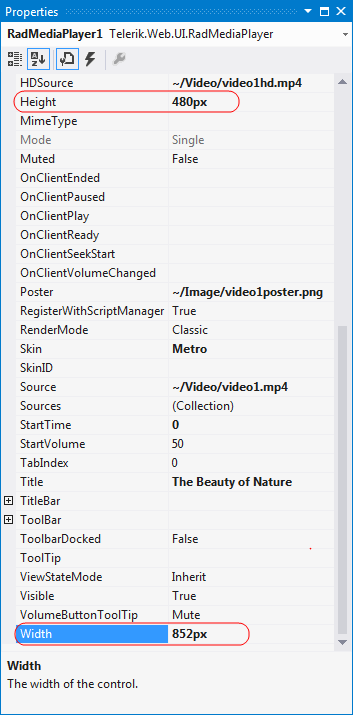 Properties
RadMediaPlayer1 Telerik.Web.UI.RadMediaPlayer
HDSource ~/Video/video1hd.mp4
Height 480px
MimeType
Mode Single
Muted False
OnClientEnded
OnClientPaused
OnClientPlay
OnClientReady
OnClientSeekStart
OnClientVolumeChanged
Poster ~/Image/video1poster.png
RegisterWithScriptManager True
RenderMode Classic
Skin Metro
SkinID
Source ~/Video/video1.mp4
Sources (Collection)
StartTime 0
StartVolume 50
TabIndex 0
Title The Beauty of Nature
TitleBar
ToolBar
ToolbarDocked False
ToolTip
ViewStateMode Inherit
Visible True
VolumeButtonToolTip Mute
Width 852px
Width
The width of the control.